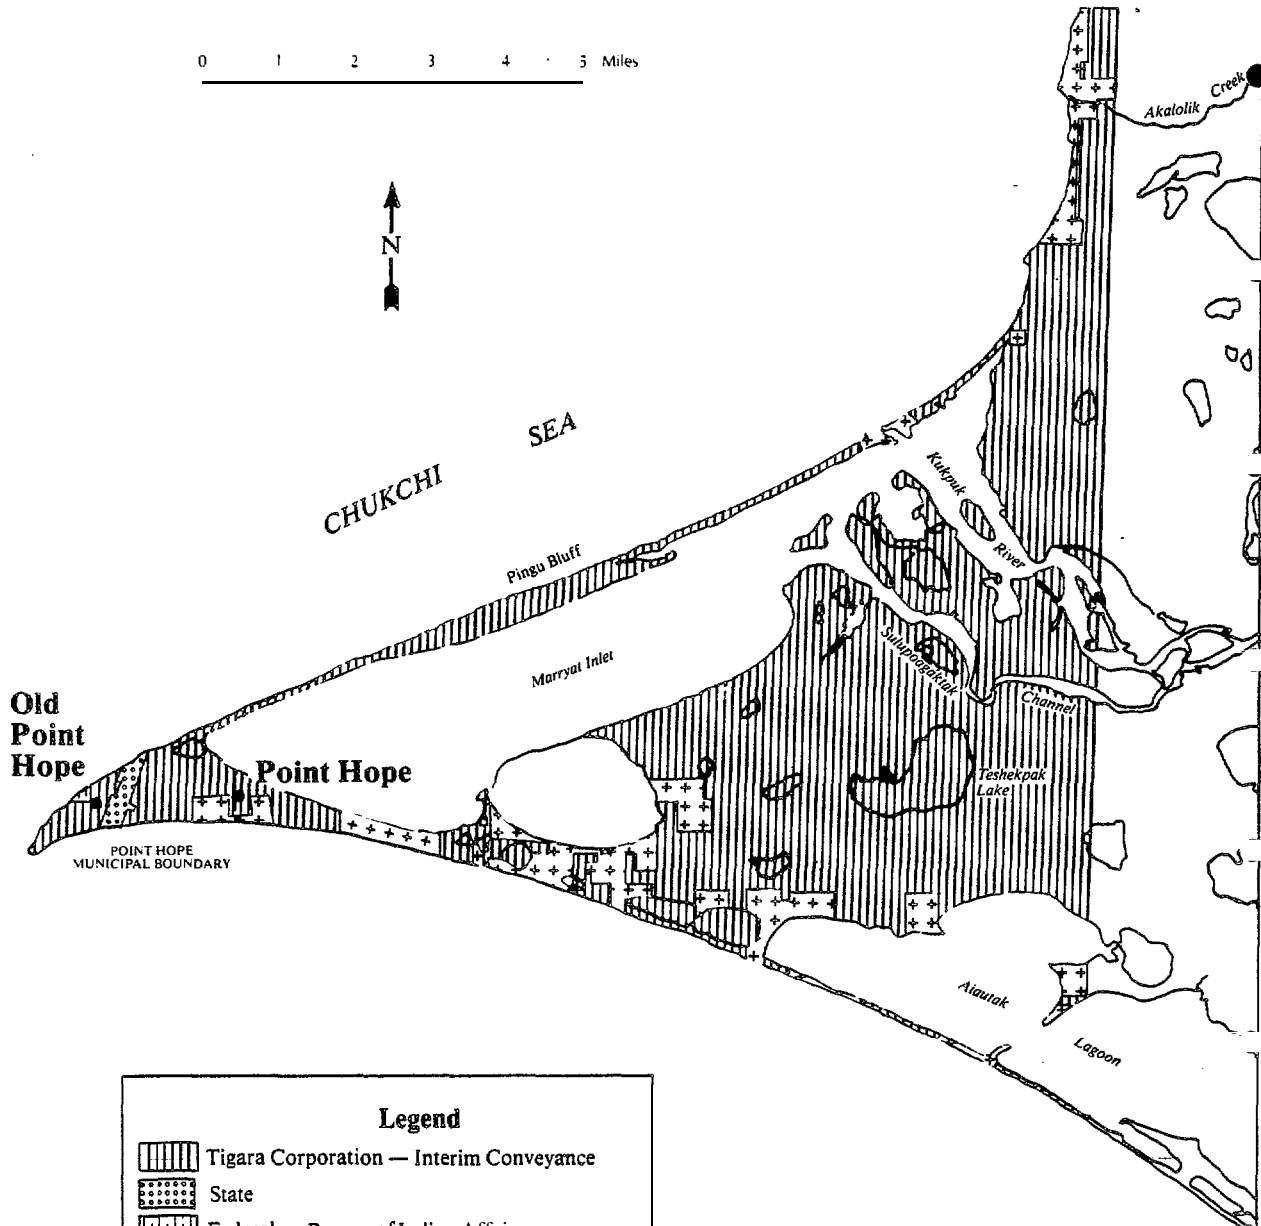 0 1 2 3 4 5 Miles
Akalolik Creek
N
CHUKCHI SEA
Kukpuk
River
Pingu Bluff
Marryat Inlet
Sulupoagaktak
Channel
Old
Point
Hope
Point Hope
Teshekpak
Lake
POINT HOPE
MUNICIPAL BOUNDARY
Aiautak
Lagoon
Legend
Tigara Corporation — Interim Conveyance
State